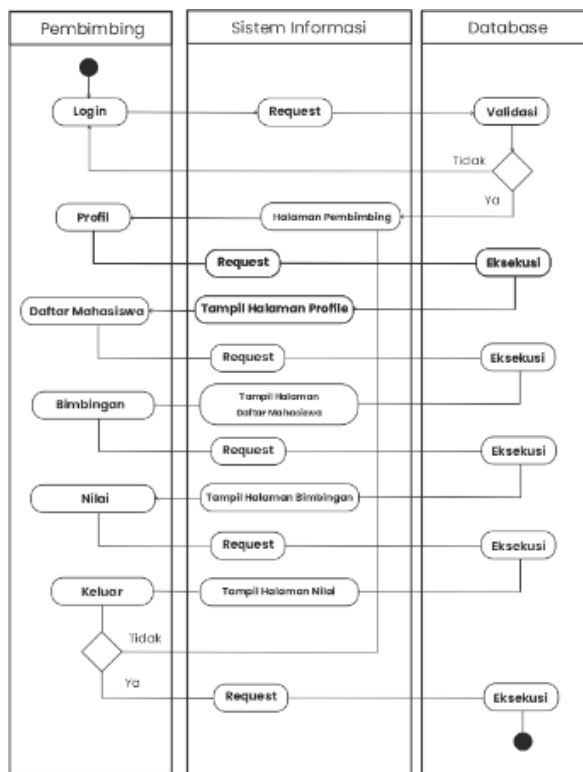 Pembimbing
Sistem Informasi
Database
Login
Request
Validasi
Tidak
Ya
Profil
Halaman Pembimbing
Request
Eksekusi
Daftar Mahasiswa
Tampil Halaman Profile
Request
Eksekusi
Bimbingan
Tampil Halaman
Daftar Mahasiswa
Request
Eksekusi
Nilai
Tampil Halaman Bimbingan
Request
Eksekusi
Keluar
Tampil Halaman Nilai
Tidak
Ya
Request
Eksekusi